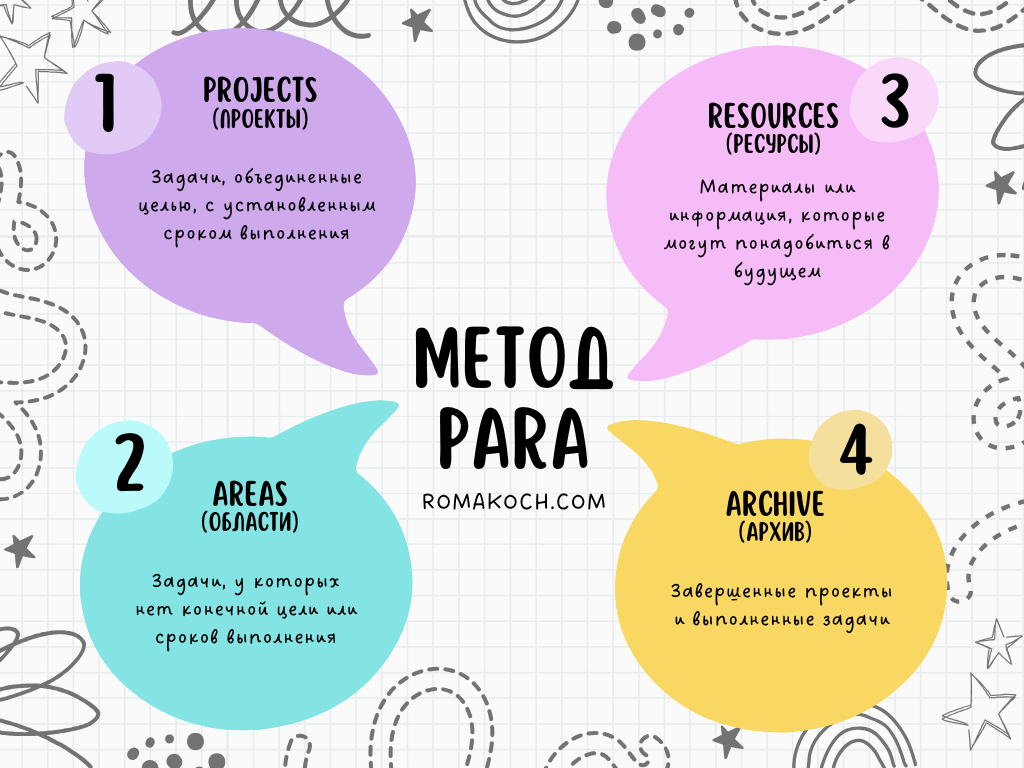 1
PROJECTS
(ПРОЕКТЫ)
Задачи, объединенные
целью, с установленным
сроком выполнения
2
AREAS
(ОБЛАСТИ)
Задачи, у которых
нет конечной цели или
сроков выполнения
МЕТОД
PARA
ROMAKOCH.COM
3
RESOURCES
(РЕСУРСЫ)
Материалы или
информация, которые
могут понадобиться в
будущем
4
ARCHIVE
(АРХИВ)
Завершенные проекты
и выполненные задачи